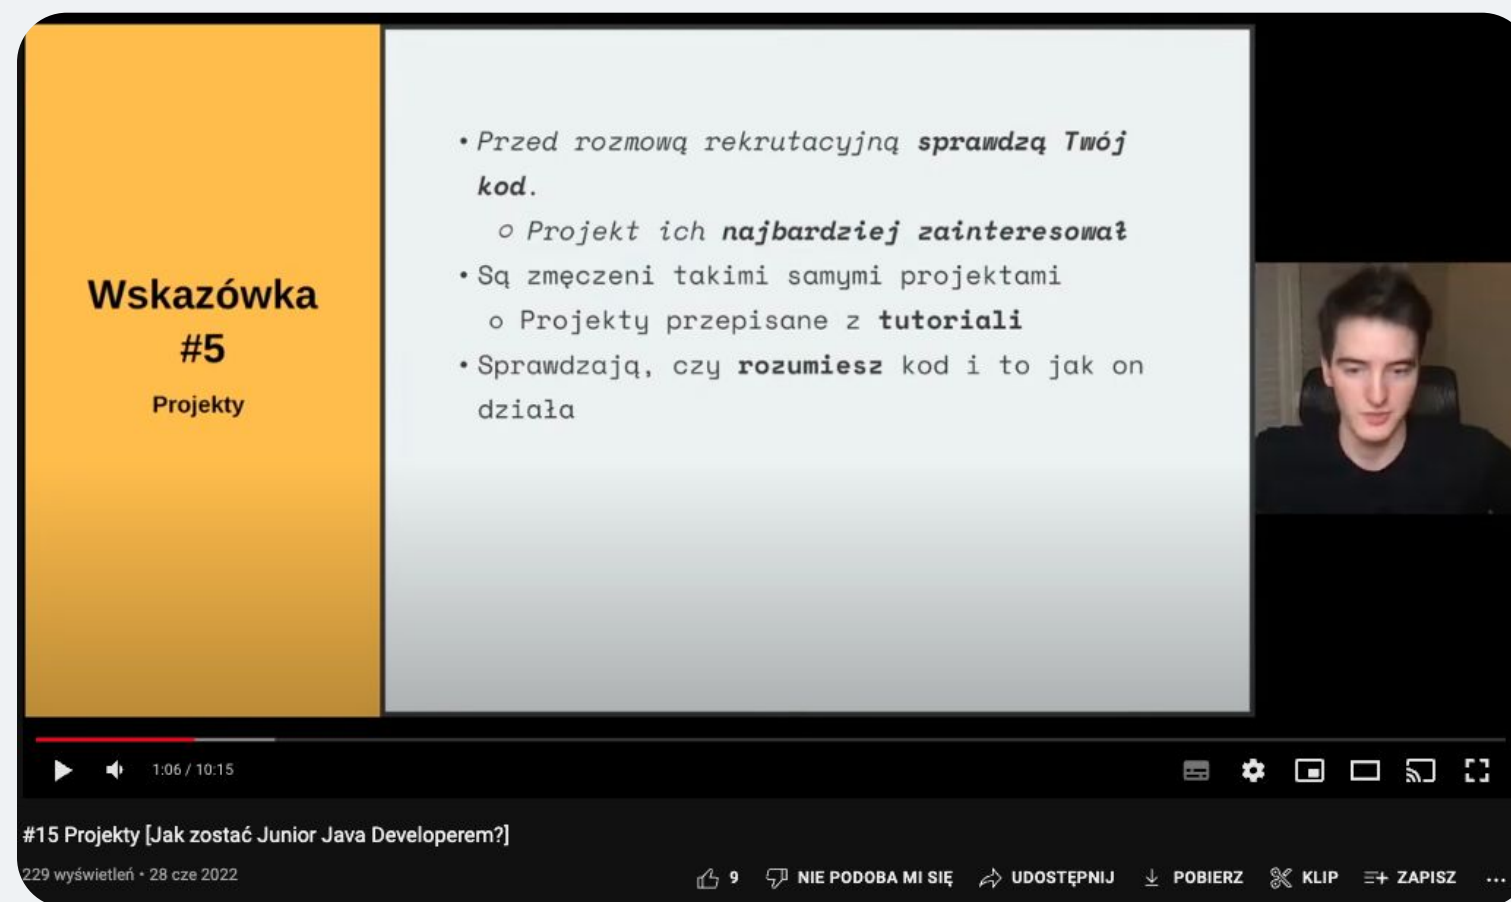 Wskazówka
#5
Projekty
• Przed rozmową rekrutacyjną sprawdzą Twój
kod.
o Projekt ich najbardziej zainteresował
• Są zmęczeni takimi samymi projektami
o Projekty przepisane z tutoriali
• Sprawdzają, czy rozumiesz kod i to jak on
działa
1:06 / 10:15
#15 Projekty [Jak zostać Junior Java Developerem?]
229 wyświetleń • 28 cze 2022
9 NIE PODOBA MI SIĘ UDOSTĘPNIJ POBIERZ KLIP ZAPISZ ...